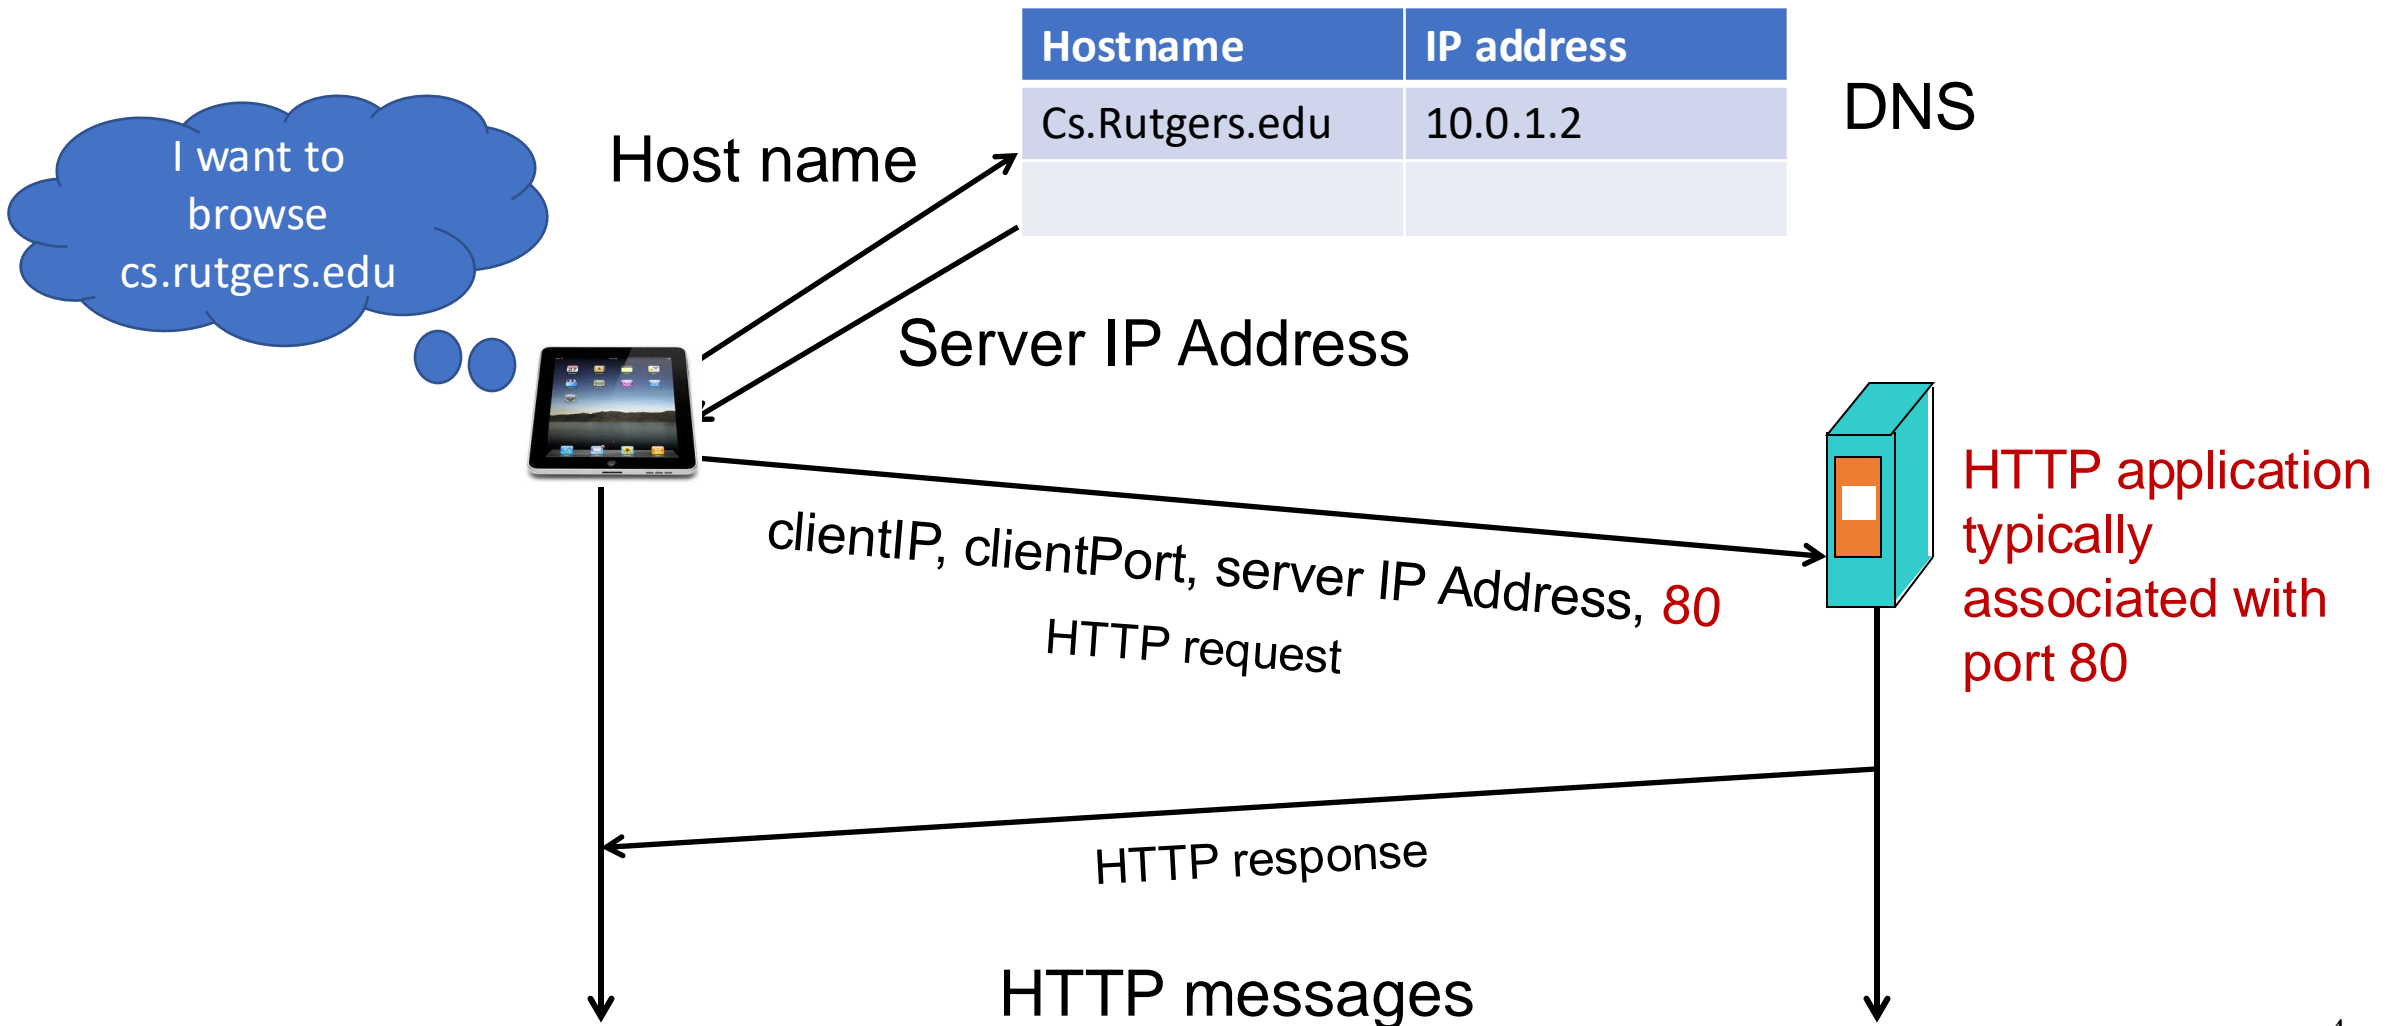 Hostname IP address
Cs.Rutgers.edu 10.0.1.2
DNS
I want to
browse
cs.rutgers.edu
Host name
Server IP Address
clientIP, clientPort, server IP Address, 80
HTTP request
HTTP application
typically
associated with
port 80
HTTP response
HTTP messages